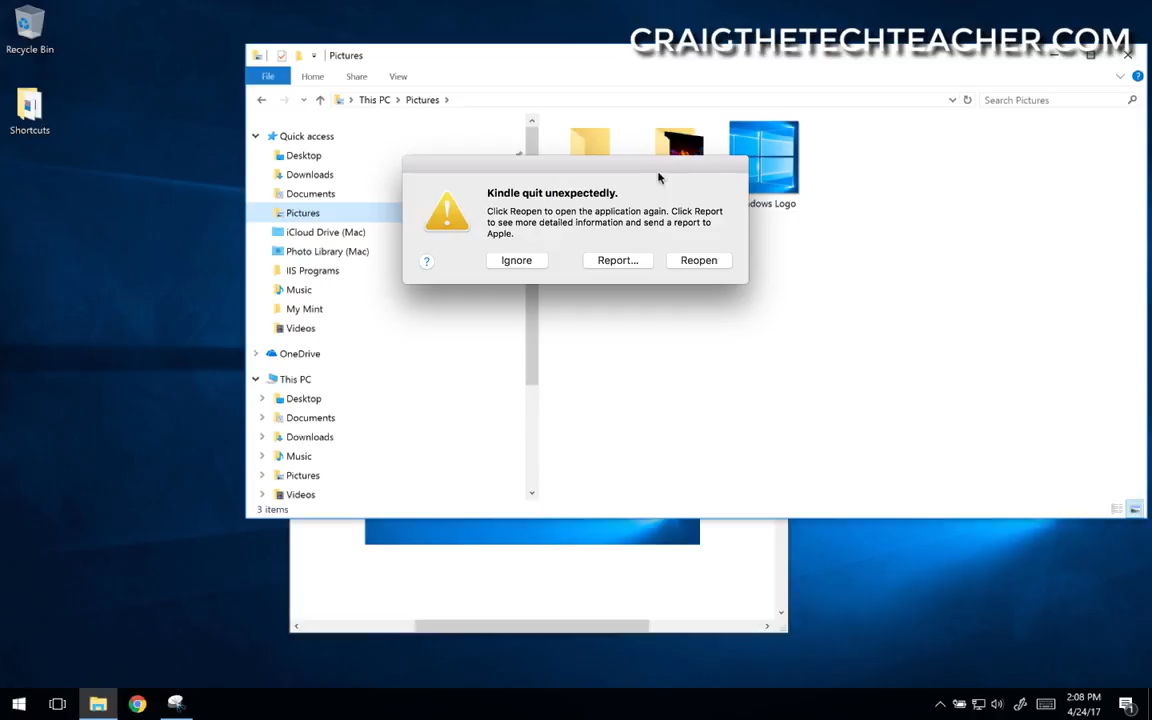 CRAIGTHETECHTEACHER.COM
Recycle Bin
Shortcuts
Pictures
File Home Share View
This PC Pictures
Search Pictures
Quick access
Desktop
Downloads
Documents
Pictures
iCloud Drive (Mac)
Photo Library (Mac)
IIS Programs
Music
My Mint
Videos
OneDrive
This PC
Desktop
Documents
Downloads
Music
Pictures
Videos
3 items
Kindle quit unexpectedly.
Click Reopen to open the application again. Click Report
to see more detailed information and send a report to
Apple.
? Ignore Report... Reopen
ndows Logo
2:08 PM
4/24/17
1